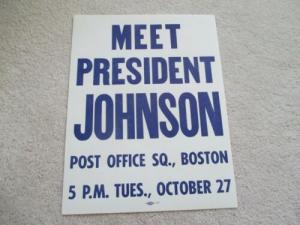 MEET
PRESIDENT
JOHNSON
POST OFFICE SQ., BOSTON
5 P.M. TUES., OCTOBER 27